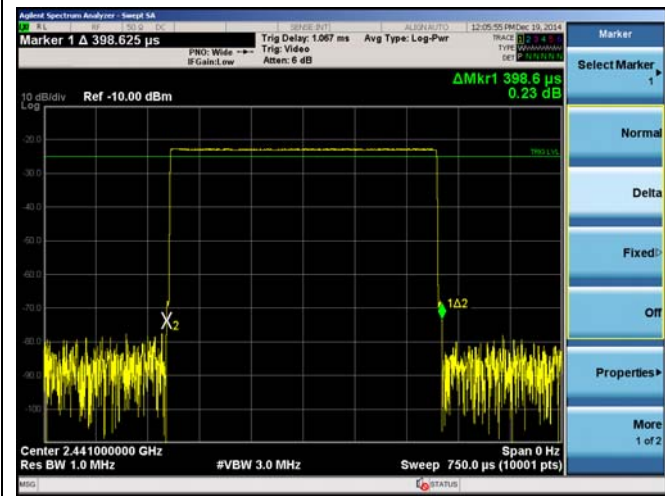 Agilent Spectrum Analyzer - Swept SA
RL RF 50 Ω DC SENSE:INT ALIGN AUTO 12:05:55 PM Dec 19, 2014
Marker 1 Δ 398.625 µs
PNO: Wide
IFGain:Low
Trig Delay: 1.067 ms
Trig: Video
Atten: 6 dB
Avg Type: Log-Pwr
TRACE 1 2 3 4 5 6
TYPE WWWWWW
DET P N N N N N
ΔMkr1 398.6 µs
0.23 dB
10 dB/div Ref -10.00 dBm
Log
-20.0
TRIG LVL
-30.0
-40.0
-50.0
-60.0
-70.0
1Δ2
X2
-80.0
-90.0
-100
Center 2.441000000 GHz
Span 0 Hz
Res BW 1.0 MHz
#VBW 3.0 MHz
Sweep 750.0 µs (10001 pts)
MSG
STATUS
Marker
Select Marker
1
Normal
Delta
Fixed
Off
Properties
More
1 of 2